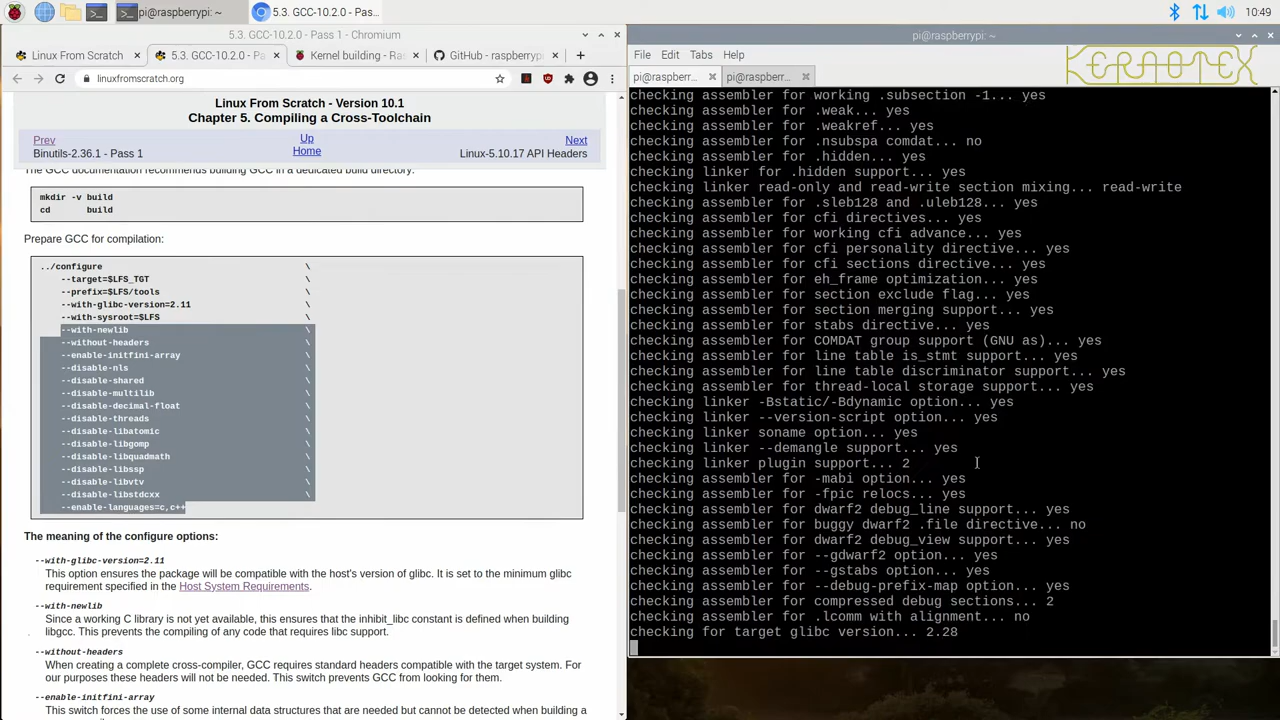 pi@raspberrypi: ~
5.3. GCC-10.2.0 - Pas...
10:49
5.3. GCC-10.2.0 - Pass 1 - Chromium
pi@raspberrypi: ~
Linux From Scratch
5.3. GCC-10.2.0 - Pas
Kernel building - Ras
GitHub - raspberrypi
File Edit Tabs Help
linuxfromscratch.org
KERNOTEX
pi@raspberr...
pi@raspberr...
Linux From Scratch - Version 10.1
Chapter 5. Compiling a Cross-Toolchain
Prev Up Next
Binutils-2.36.1 - Pass 1 Home Linux-5.10.17 API Headers
The GCC documentation recommends building GCC in a dedicated build directory:
mkdir -v build
cd build
Prepare GCC for compilation:
../configure \
--target=$LFS_TGT \
--prefix=$LFS/tools \
--with-glibc-version=2.11 \
--with-sysroot=$LFS \
--with-newlib \
--without-headers \
--enable-initfini-array \
--disable-nls \
--disable-shared \
--disable-multilib \
--disable-decimal-float \
--disable-threads \
--disable-libatomic \
--disable-libgomp \
--disable-libquadmath \
--disable-libssp \
--disable-libvtv \
--disable-libstdcxx \
--enable-languages=c,c++
The meaning of the configure options:
--with-glibc-version=2.11
This option ensures the package will be compatible with the host's version of glibc. It is set to the minimum glibc
requirement specified in the Host System Requirements.
--with-newlib
Since a working C library is not yet available, this ensures that the inhibit_libc constant is defined when building
libgcc. This prevents the compiling of any code that requires libc support.
--without-headers
When creating a complete cross-compiler, GCC requires standard headers compatible with the target system. For
our purposes these headers will not be needed. This switch prevents GCC from looking for them.
--enable-initfini-array
This switch forces the use of some internal data structures that are needed but cannot be detected when building a
checking assembler for working .subsection -1... yes
checking assembler for .weak... yes
checking assembler for .weakref... yes
checking assembler for .nsubspa comdat... no
checking assembler for .hidden... yes
checking linker for .hidden support... yes
checking linker read-only and read-write section mixing... read-write
checking assembler for .sleb128 and .uleb128... yes
checking assembler for cfi directives... yes
checking assembler for working cfi advance... yes
checking assembler for cfi personality directive... yes
checking assembler for cfi sections directive... yes
checking assembler for eh_frame optimization... yes
checking assembler for section exclude flag... yes
checking assembler for section merging support... yes
checking assembler for stabs directive... yes
checking assembler for COMDAT group support (GNU as)... yes
checking assembler for line table is_stmt support... yes
checking assembler for line table discriminator support... yes
checking assembler for thread-local storage support... yes
checking linker -Bstatic/-Bdynamic option... yes
checking linker --version-script option... yes
checking linker soname option... yes
checking linker --demangle support... yes
checking linker plugin support... 2
checking assembler for -mabi option... yes
checking assembler for -fpic relocs... yes
checking assembler for dwarf2 debug_line support... yes
checking assembler for buggy dwarf2 .file directive... no
checking assembler for dwarf2 debug_view support... yes
checking assembler for --gdwarf2 option... yes
checking assembler for --gstabs option... yes
checking assembler for --debug-prefix-map option... yes
checking assembler for compressed debug sections... 2
checking assembler for .lcomm with alignment... no
checking for target glibc version... 2.28